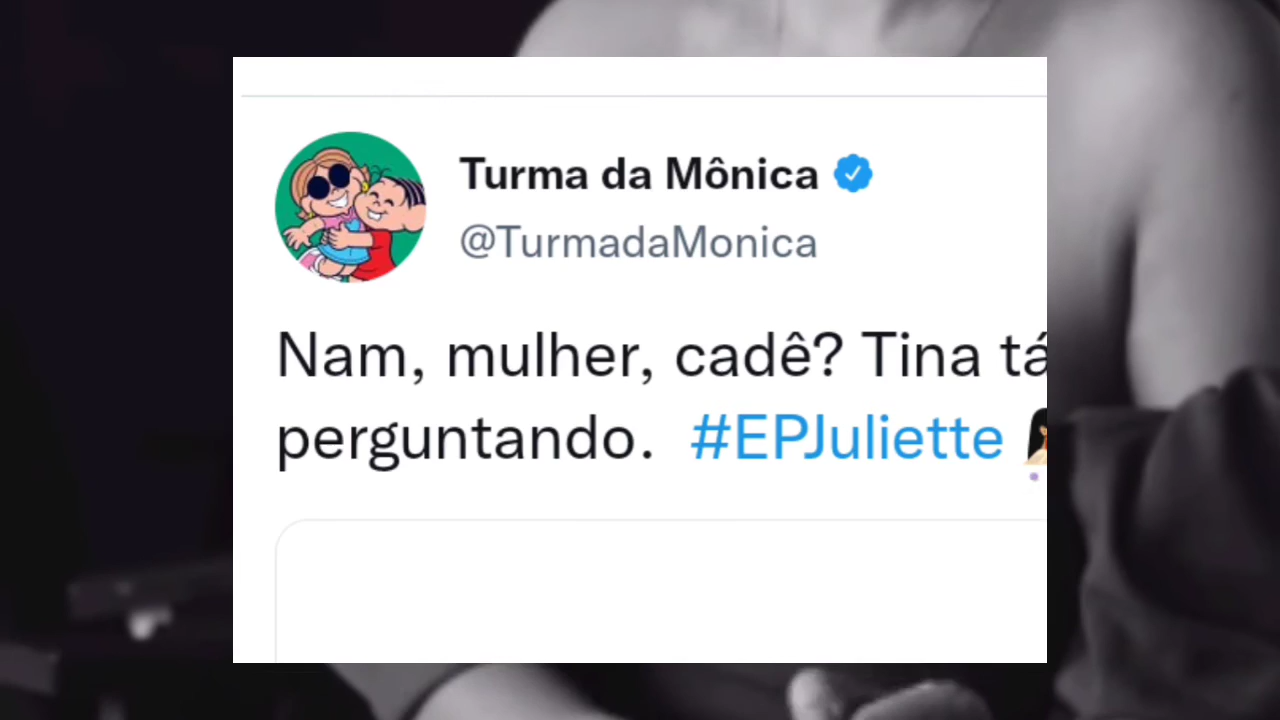 Turma da Mônica
@TurmadaMonica
Nam, mulher, cadê? Tina tá
perguntando. #EPJuliette